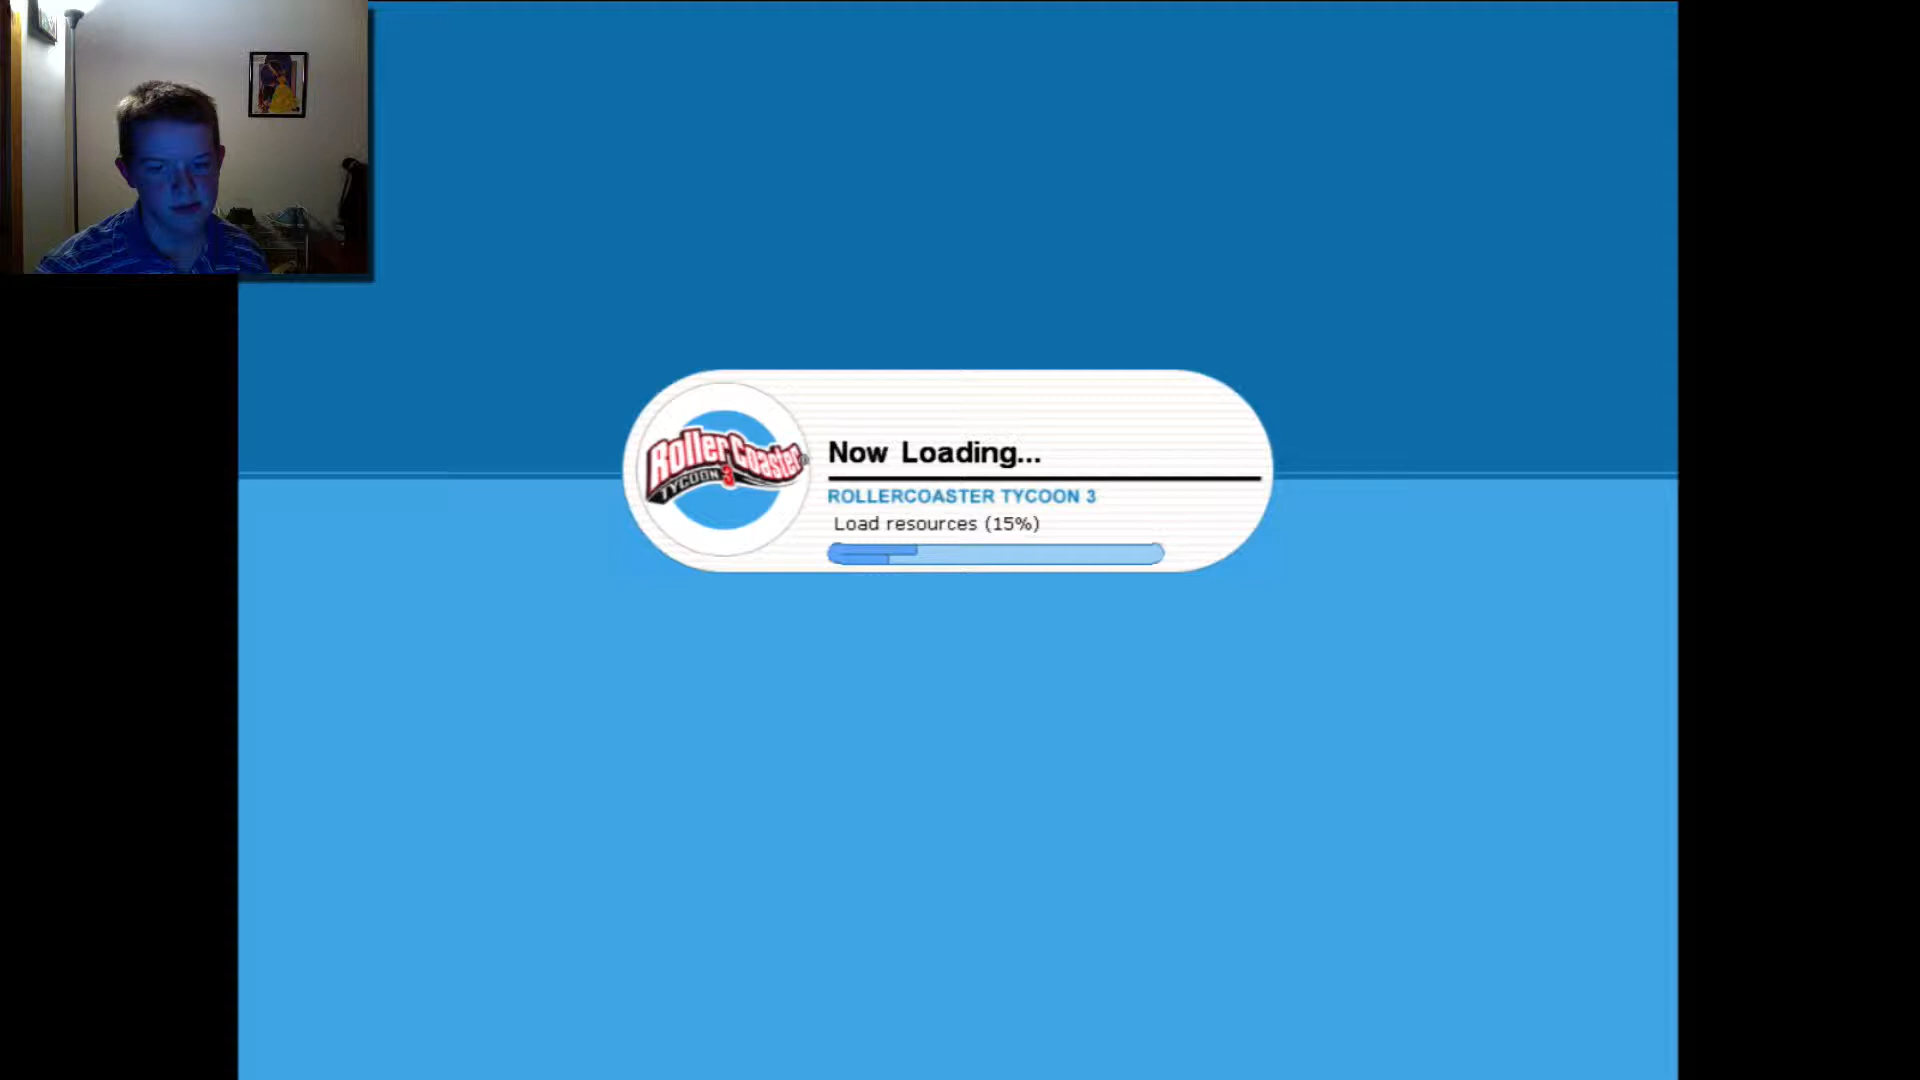 RollerCoaster®
TYCOON 3
Now Loading...
ROLLERCOASTER TYCOON 3
Load resources (15%)